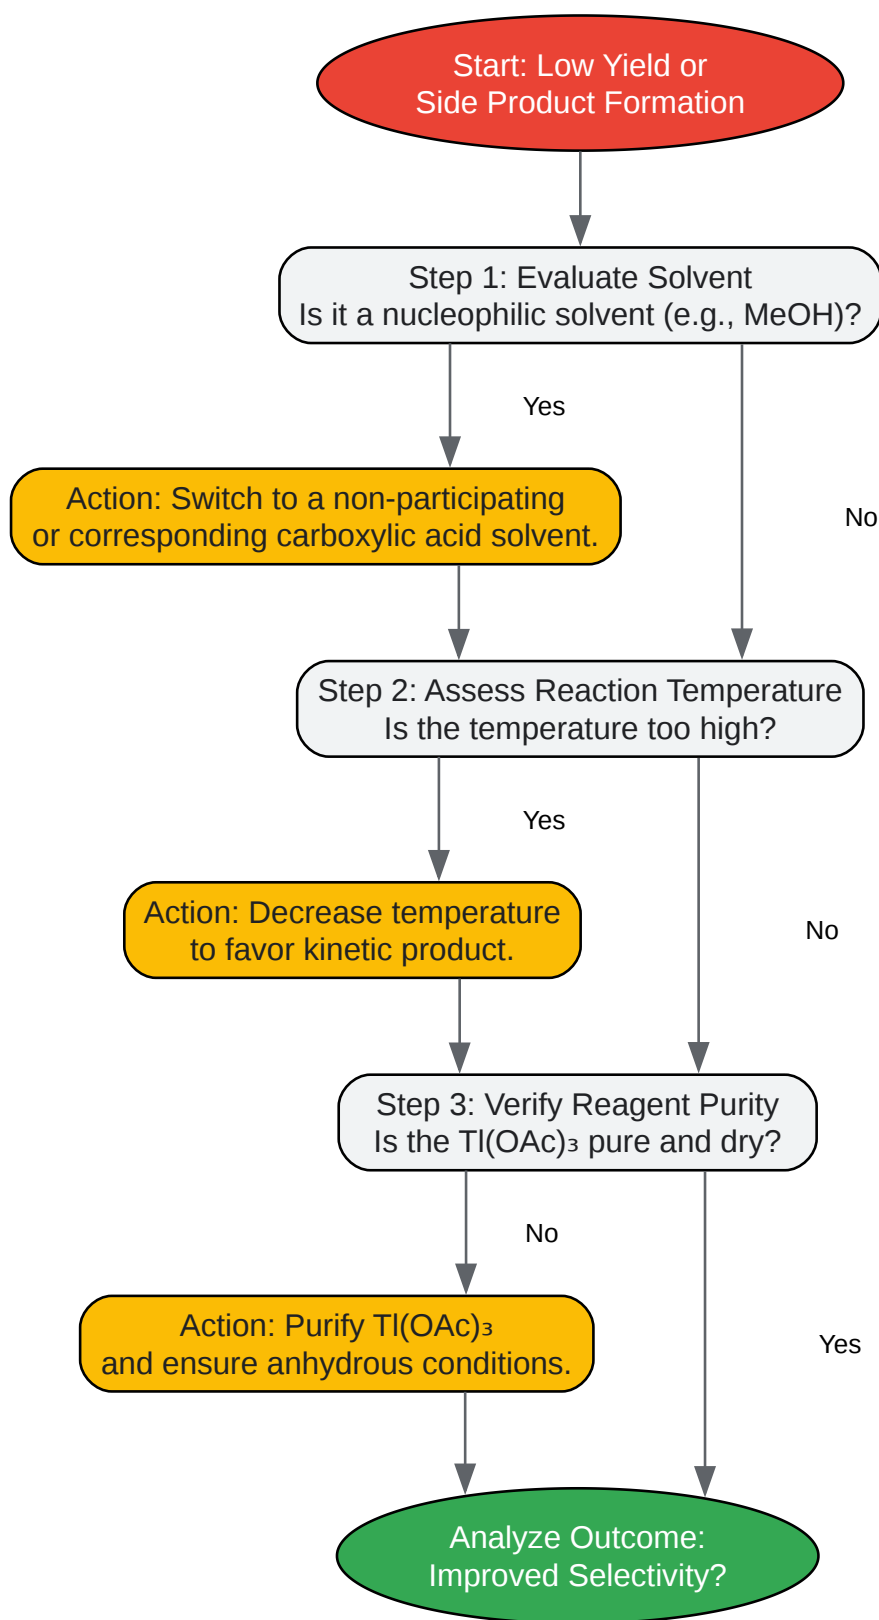 Start: Low Yield or
Side Product Formation
Step 1: Evaluate Solvent
Is it a nucleophilic solvent (e.g., MeOH)?
Yes
Action: Switch to a non-participating
or corresponding carboxylic acid solvent.
No
Step 2: Assess Reaction Temperature
Is the temperature too high?
Yes
Action: Decrease temperature
to favor kinetic product.
No
Step 3: Verify Reagent Purity
Is the Tl(OAc)₃ pure and dry?
No
Action: Purify Tl(OAc)₃
and ensure anhydrous conditions.
Yes
Analyze Outcome:
Improved Selectivity?